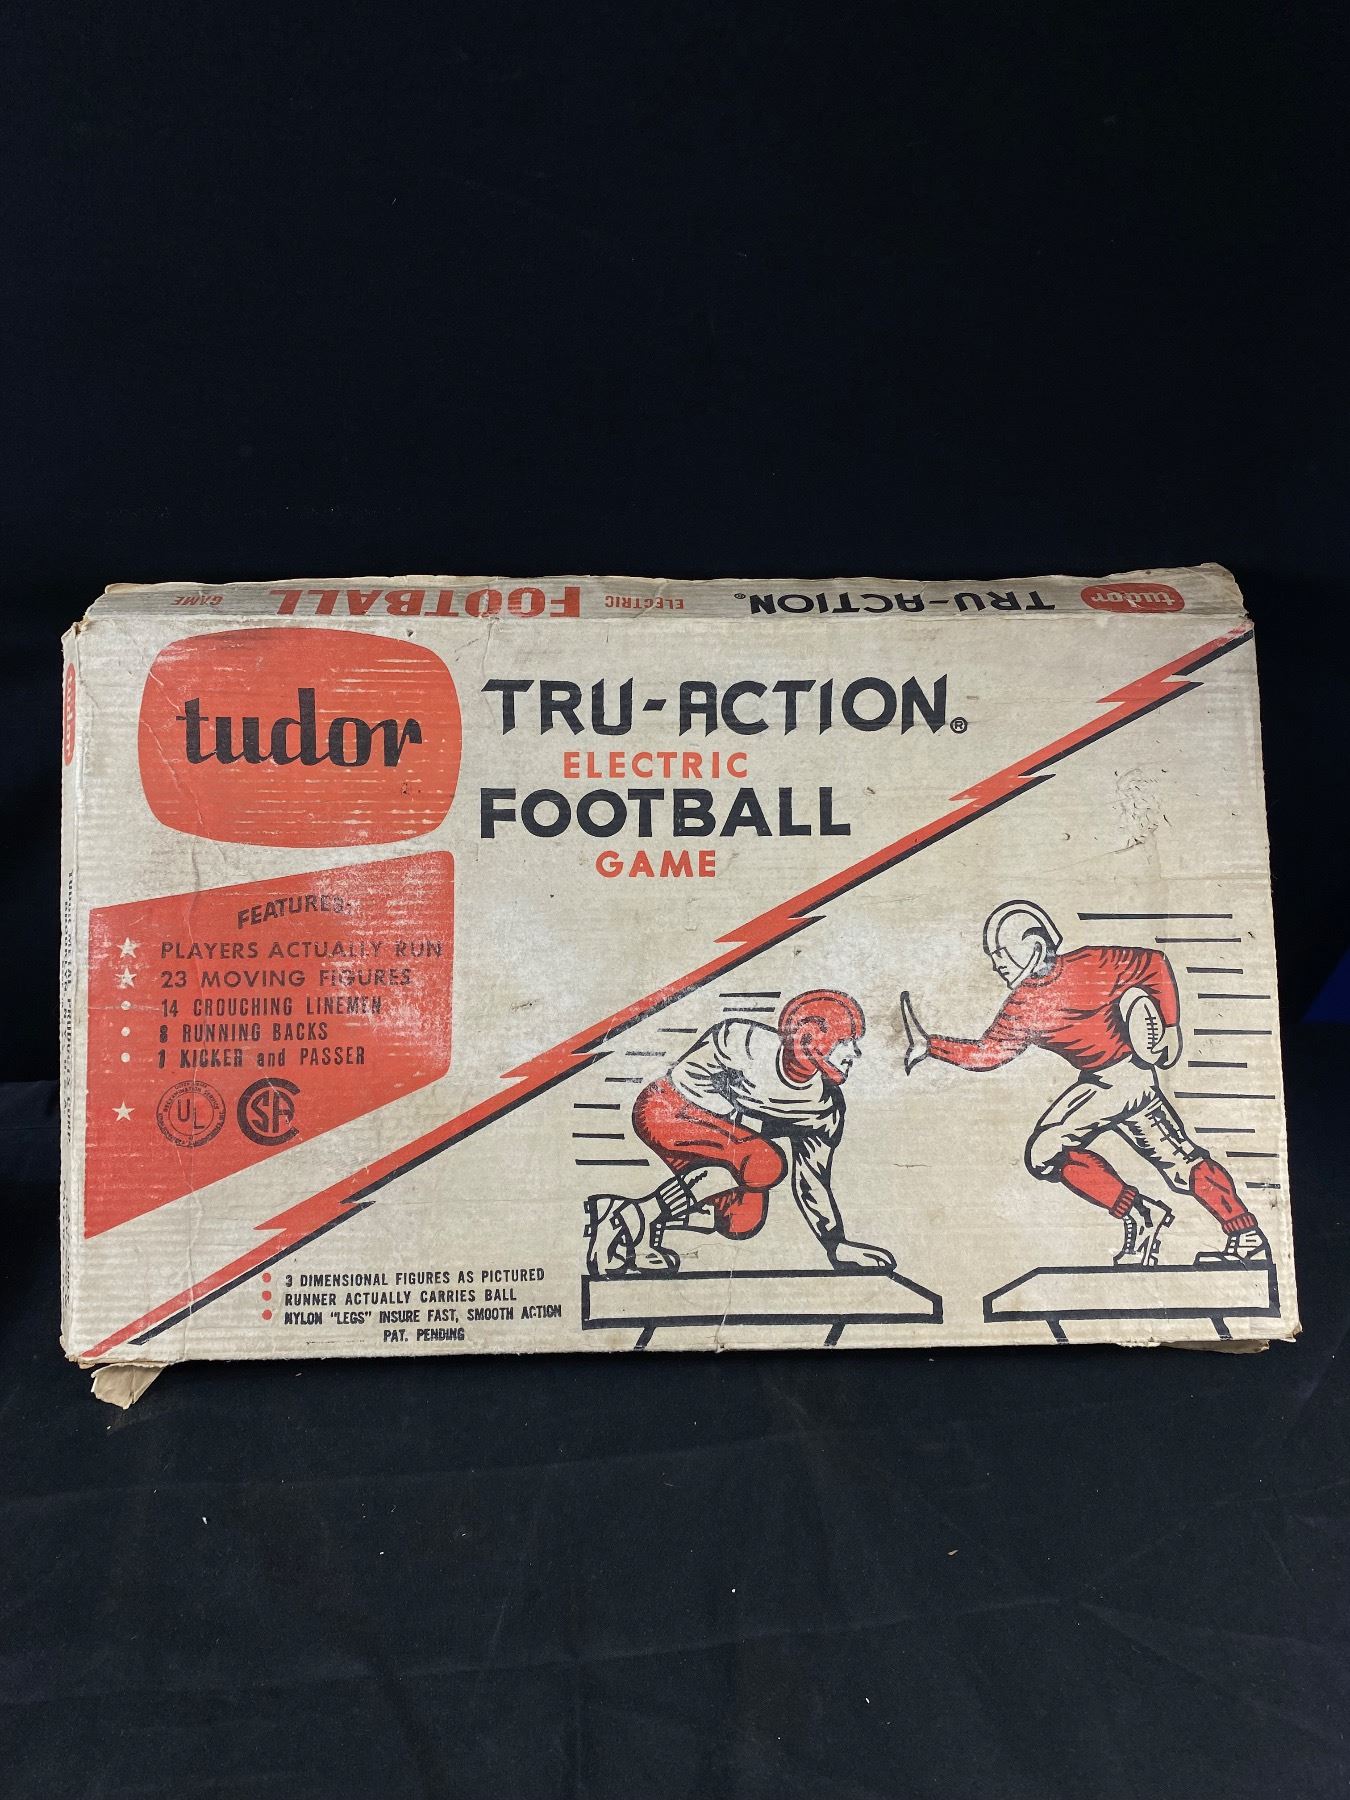 tudor TRU-ACTION® ELECTRIC FOOTBALL GAME
tudor
TRU-ACTION®
ELECTRIC
FOOTBALL
GAME
FEATURES:
PLAYERS ACTUALLY RUN
23 MOVING FIGURES
14 CROUCHING LINEMEN
8 RUNNING BACKS
1 KICKER and PASSER
UL
CSA
3 DIMENSIONAL FIGURES AS PICTURED
RUNNER ACTUALLY CARRIES BALL
NYLON "LEGS" INSURE FAST, SMOOTH ACTION
PAT. PENDING